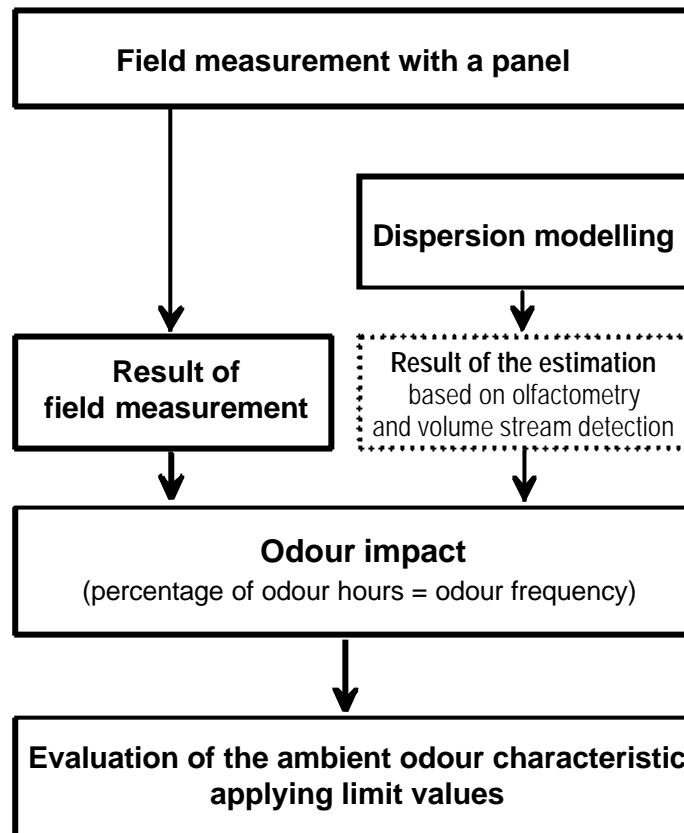 Field measurement with a panel
Dispersion modelling
Result of
field measurement
Result of the estimation
based on olfactometry
and volume stream detection
Odour impact
(percentage of odour hours = odour frequency)
Evaluation of the ambient odour characteristic
applying limit values